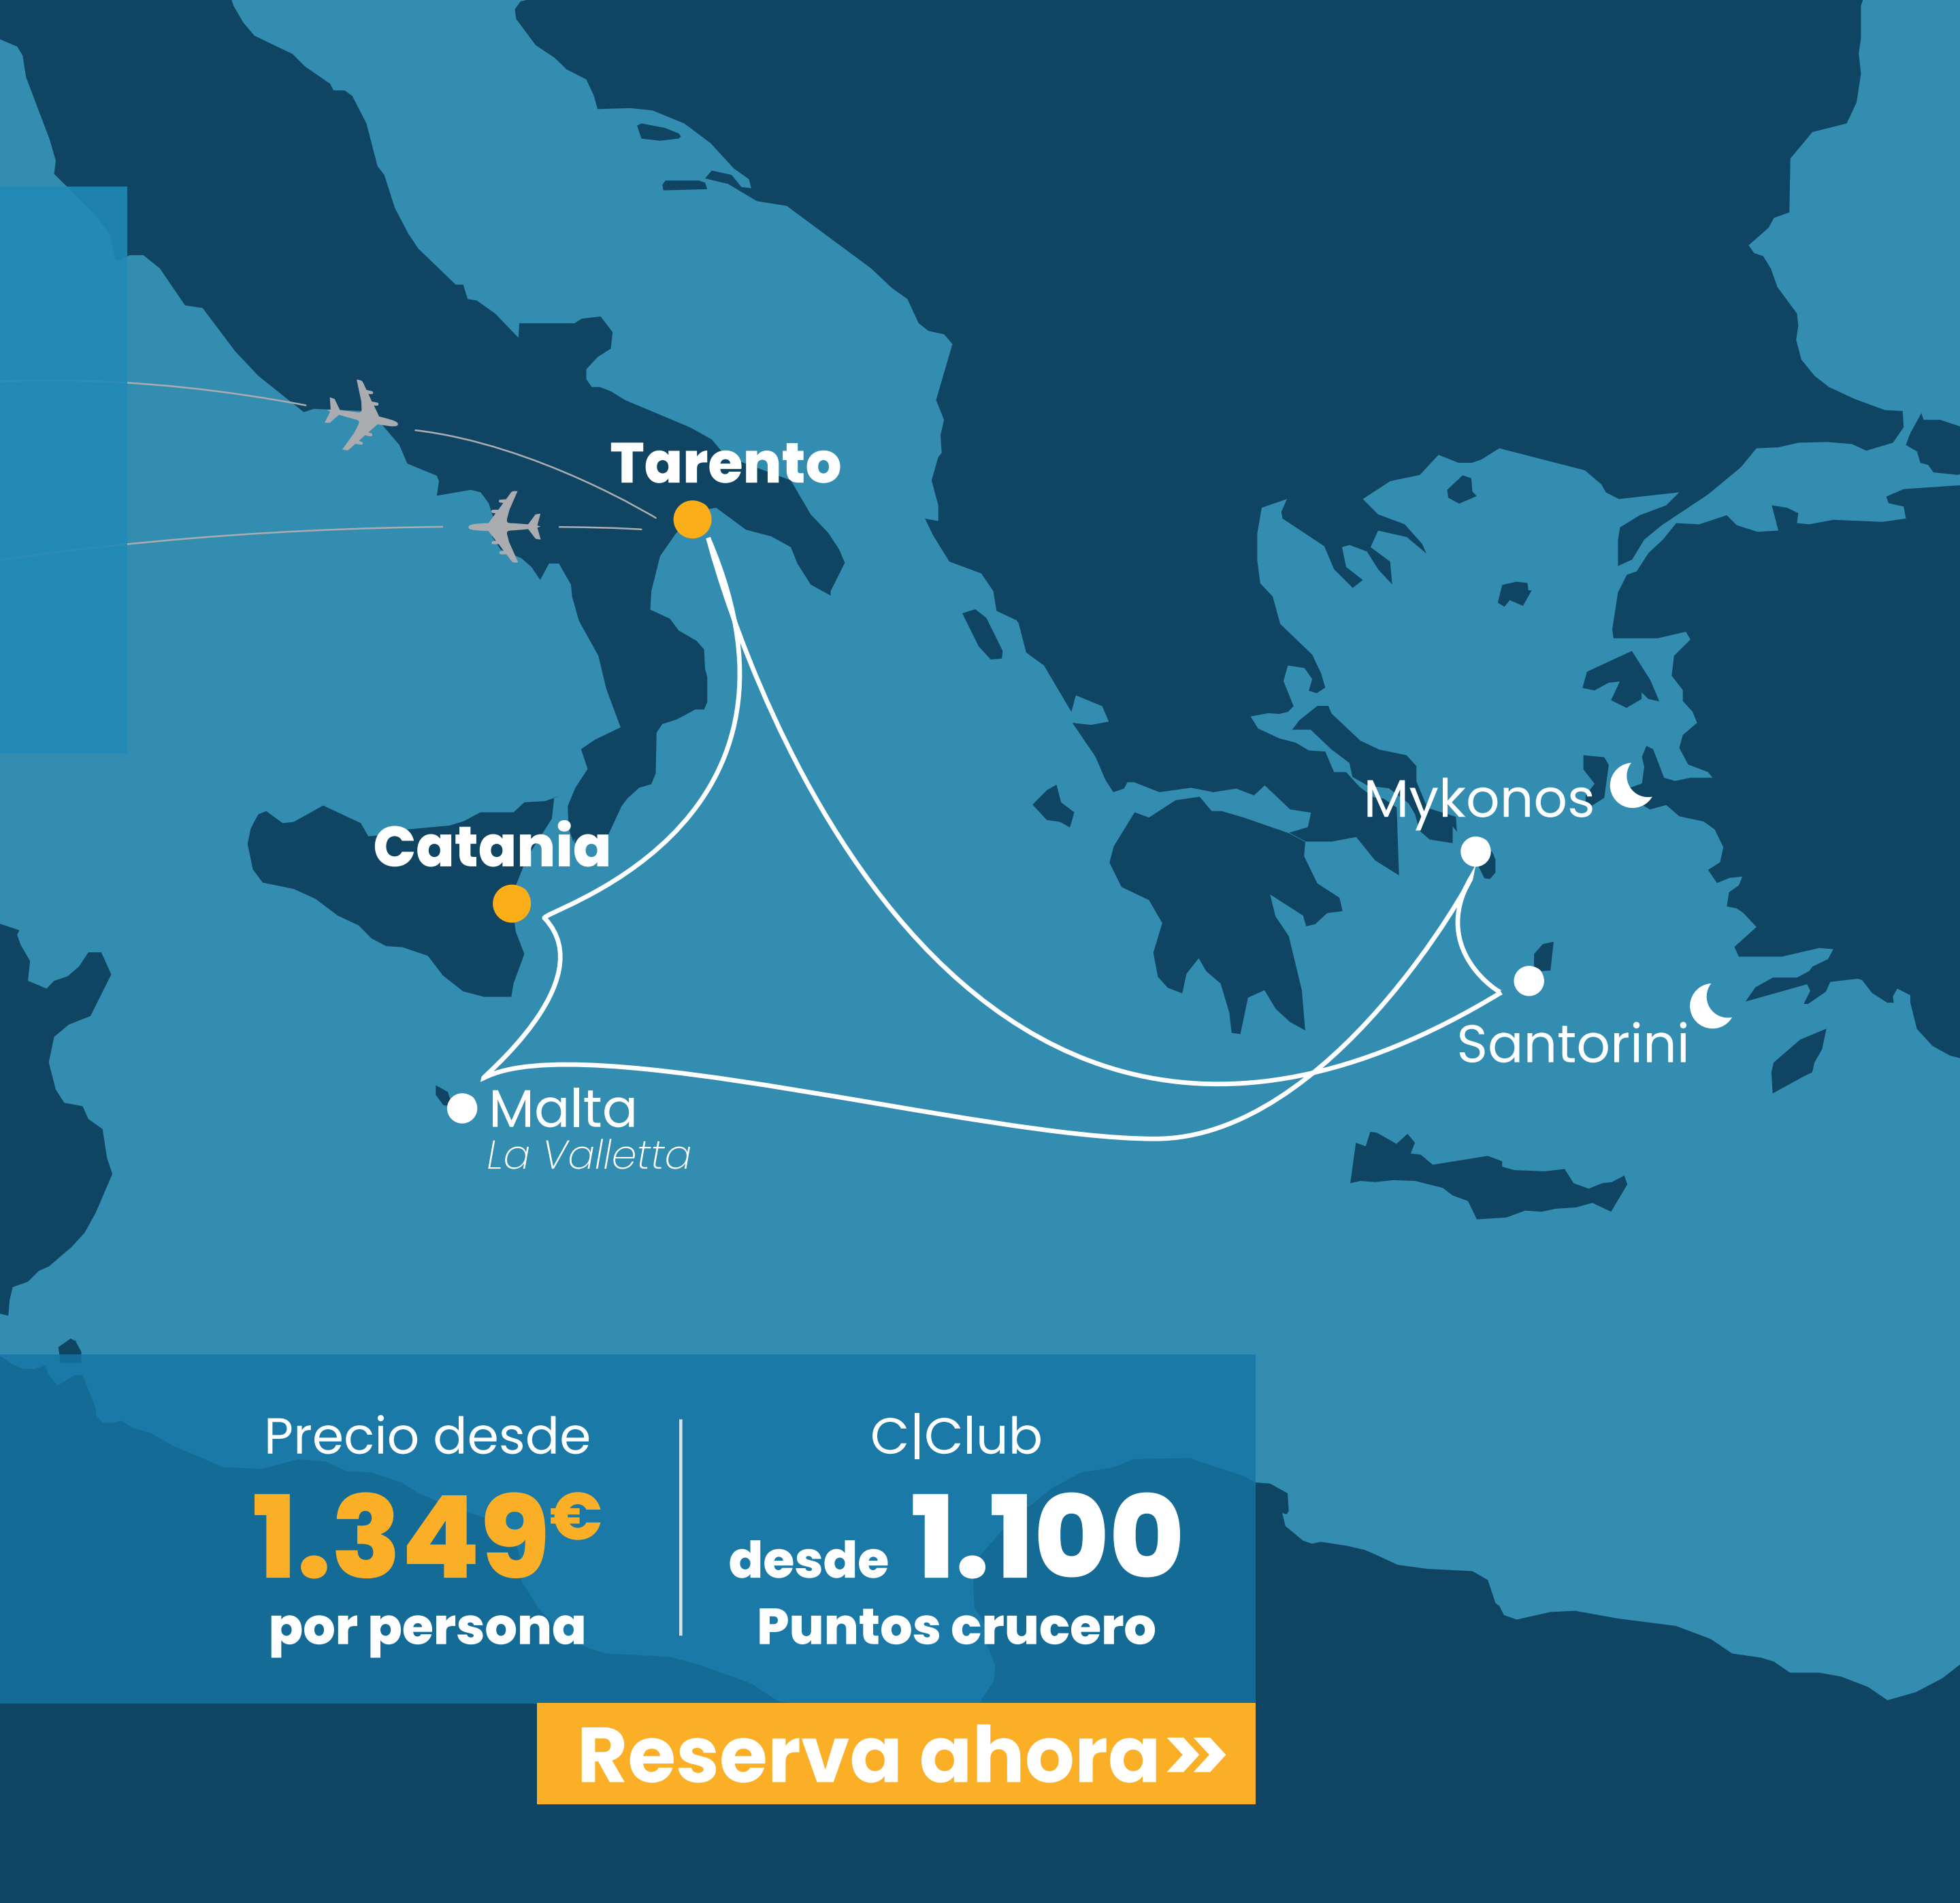 Tarento
Mykonos
Catania
Santorini
Malta
La Valletta
Precio desde
1.349€
por persona
C|Club
desde 1.100
Puntos crucero
Reserva ahora»